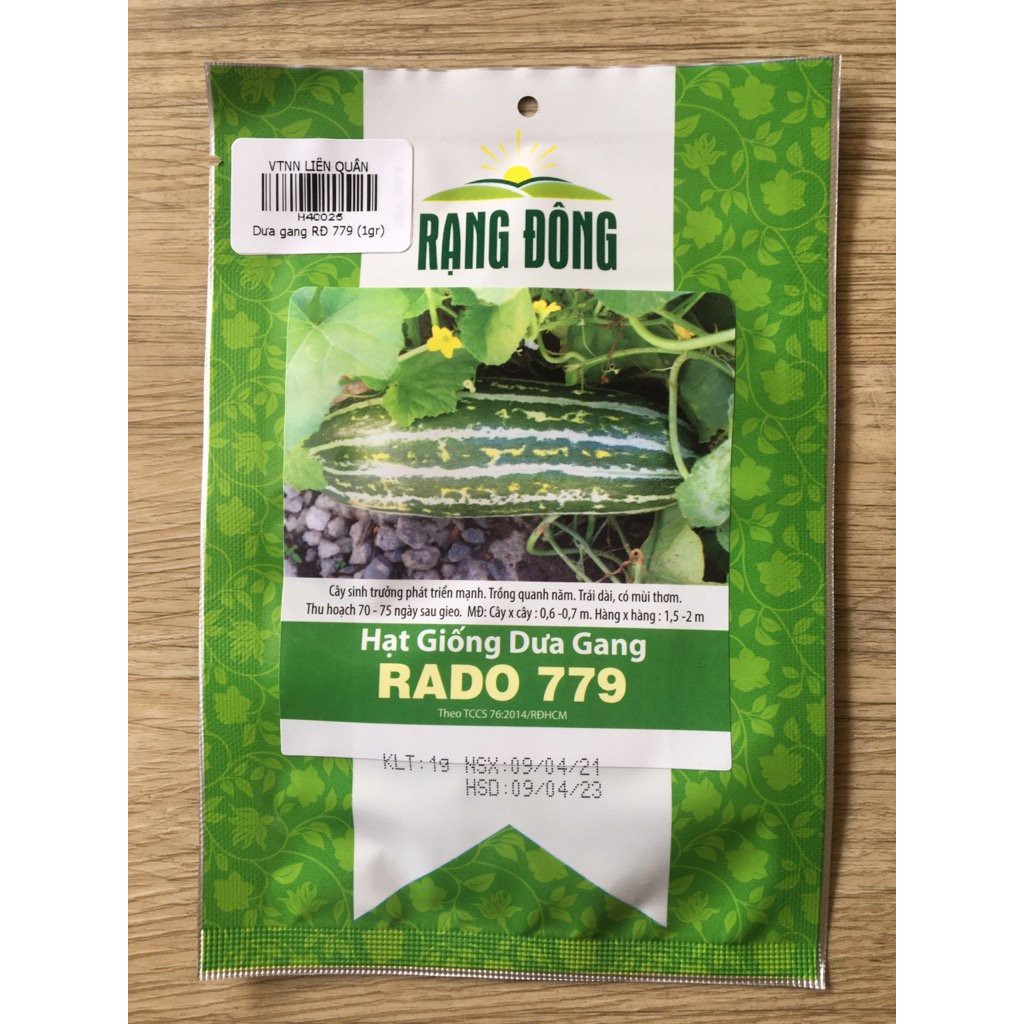 VTNN LIÊN QUÂN
H40025
Dưa gang RĐ 779 (1gr)
RẠNG ĐÔNG
Cây sinh trưởng phát triển mạnh. Trồng quanh năm. Trái dài, có mùi thơm.
Thu hoạch 70 - 75 ngày sau gieo. MĐ: Cây x cây : 0,6 -0,7 m. Hàng x hàng : 1,5 -2 m
Hạt Giống Dưa Gang
RADO 779
Theo TCCS 76:2014/RĐHCM
KLT:1g NSX:09/04/21
HSD:09/04/23